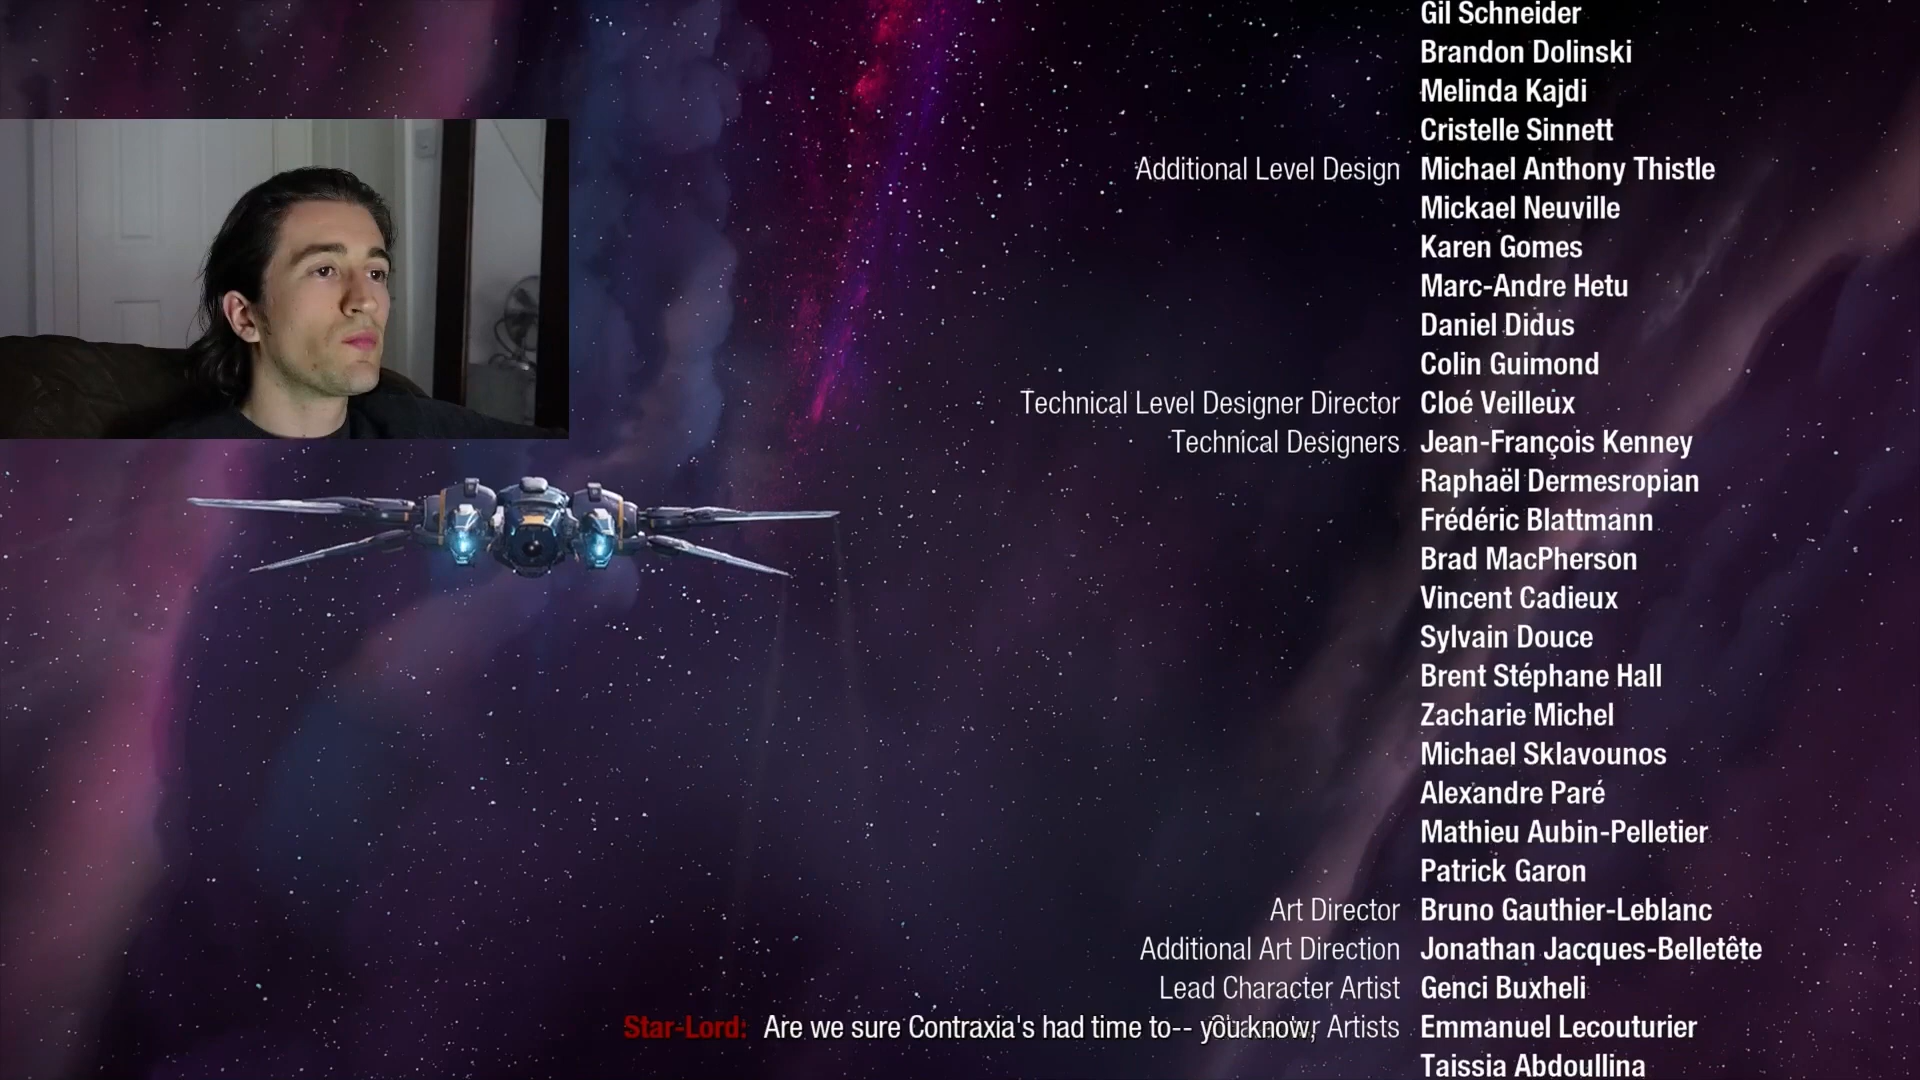 Gil Schneider
Brandon Dolinski
Melinda Kajdi
Cristelle Sinnett
Additional Level Design Michael Anthony Thistle
Mickael Neuville
Karen Gomes
Marc-Andre Hetu
Daniel Didus
Colin Guimond
Technical Level Designer Director Cloé Veilleux
Technical Designers Jean-François Kenney
Raphaël Dermesropian
Frédéric Blattmann
Brad MacPherson
Vincent Cadieux
Sylvain Douce
Brent Stéphane Hall
Zacharie Michel
Michael Sklavounos
Alexandre Paré
Mathieu Aubin-Pelletier
Patrick Garon
Art Director Bruno Gauthier-Leblanc
Additional Art Direction Jonathan Jacques-Belletête
Lead Character Artist Genci Buxheli
Star-Lord: Are we sure Contraxia's had time to-- you know, Artists Emmanuel Lecouturier
Taissia Abdoullina